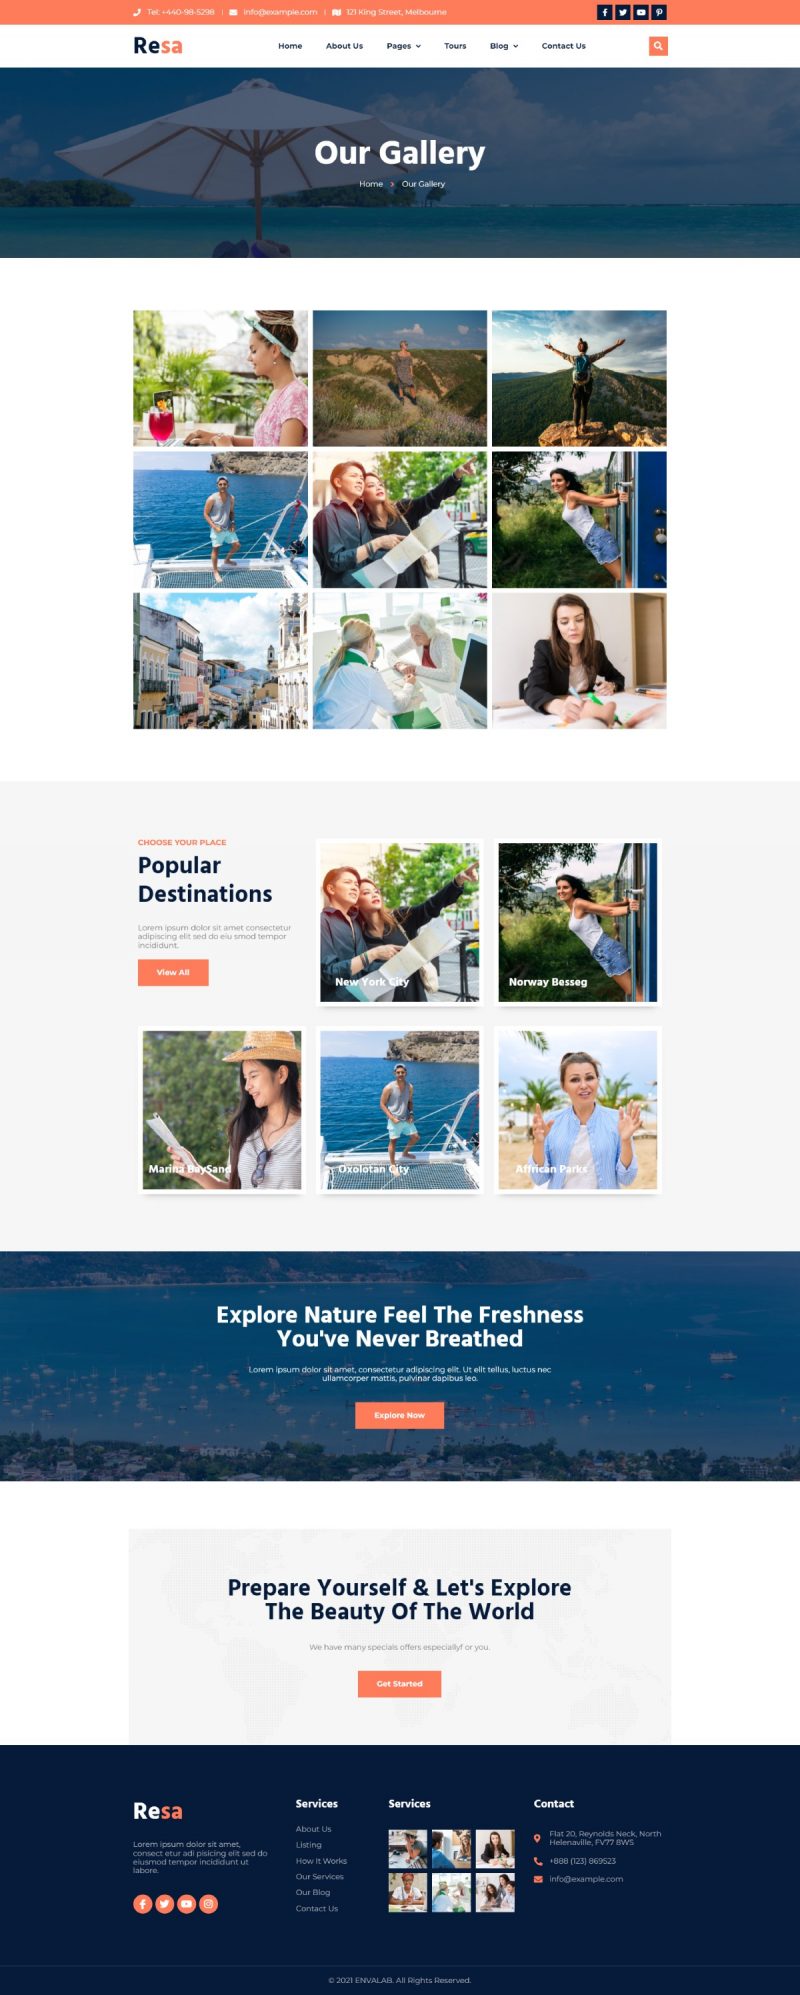 Tel: +440-98-5298 | info@example.com | 121 King Street, Melbourne
Resa
Home About Us Pages Tours Blog Contact Us
Our Gallery
Home Our Gallery
CHOOSE YOUR PLACE
Popular
Destinations
Lorem ipsum dolor sit amet consectetur
adipiscing elit sed do eiu smod tempor
incididunt.
View All
New York City
Norway Besseg
Marina BaySand
Oxolotan City
Affrican Parks
Explore Nature Feel The Freshness
You've Never Breathed
Lorem ipsum dolor sit amet, consectetur adipiscing elit. Ut elit tellus, luctus nec
ullamcorper mattis, pulvinar dapibus leo.
Explore Now
Prepare Yourself & Let's Explore
The Beauty Of The World
We have many specials offers especiallyf or you.
Get Started
Resa
Lorem ipsum dolor sit amet,
consect etur adi pisicing elit sed do
eiusmod tempor incididunt ut
labore.
Services
About Us
Listing
How It Works
Our Services
Our Blog
Contact Us
Services
Contact
Flat 20, Reynolds Neck, North
Helenaville, FV77 8WS
+888 (123) 869523
info@example.com
© 2021 ENVALAB. All Rights Reserved.